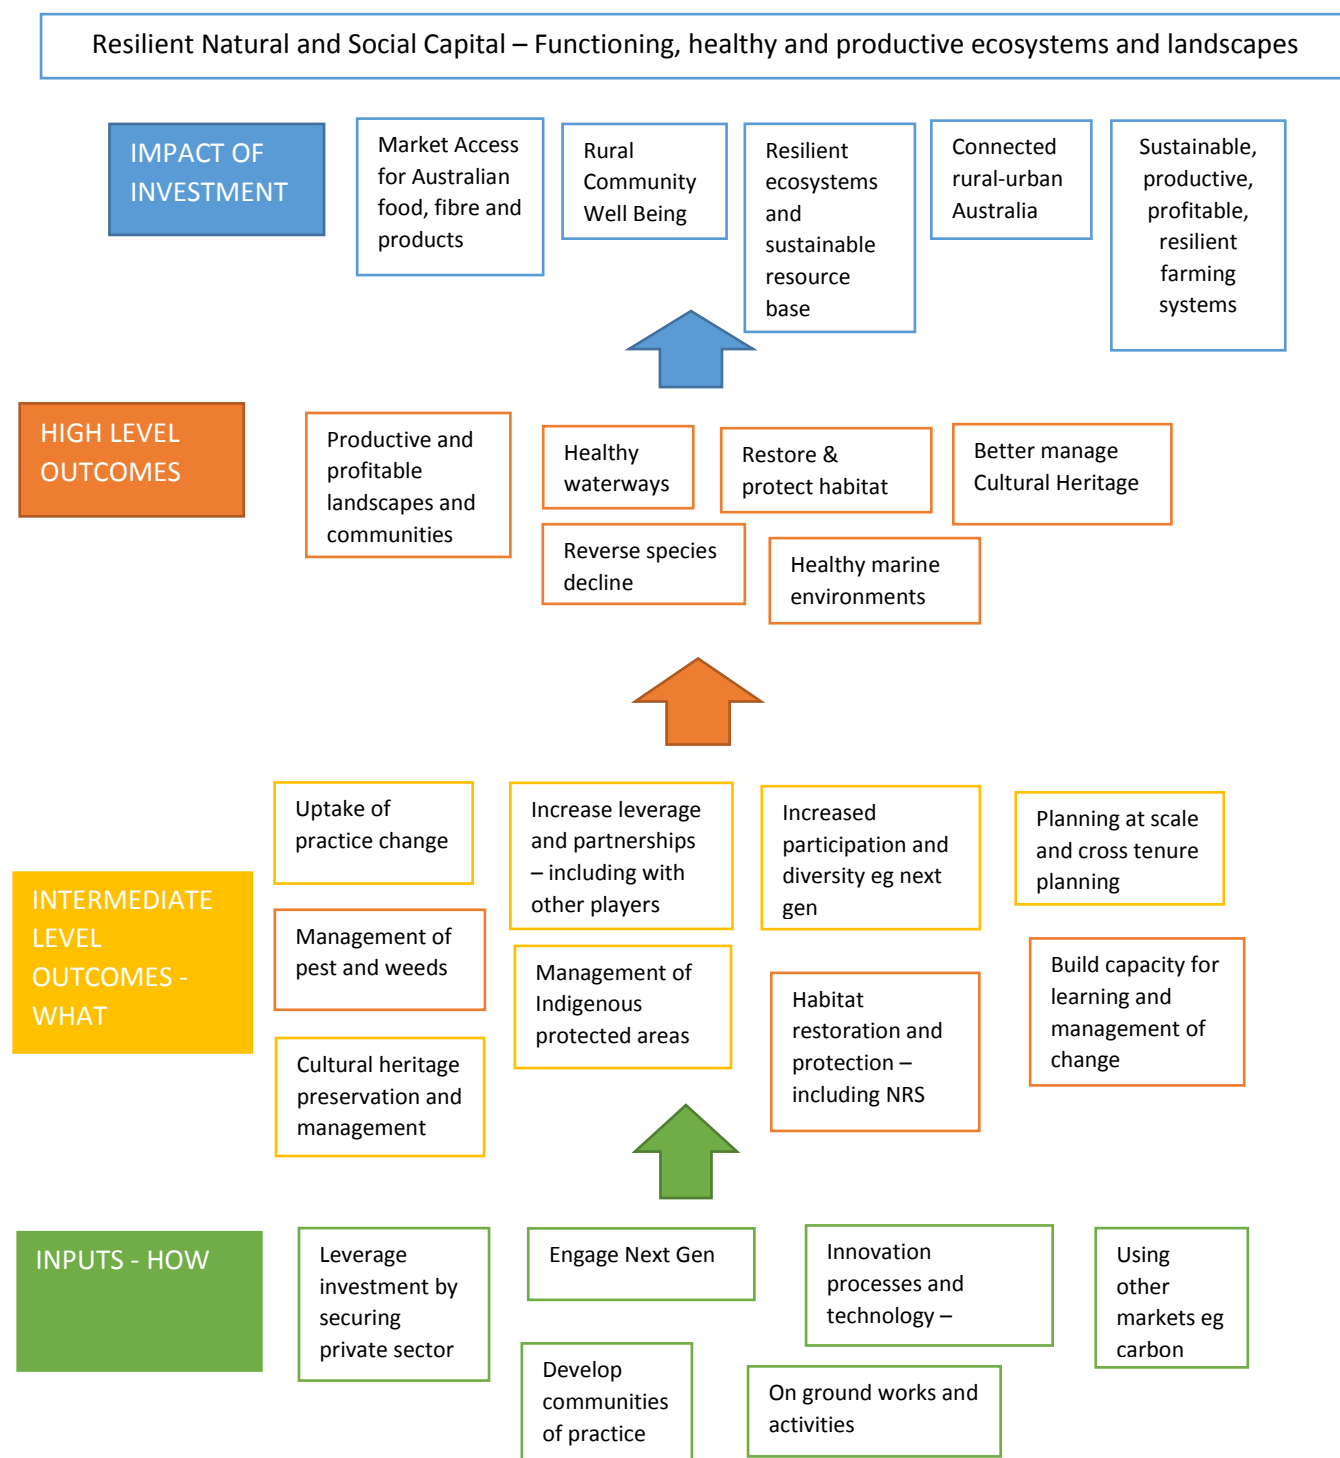 Resilient Natural and Social Capital – Functioning, healthy and productive ecosystems and landscapes
IMPACT OF
INVESTMENT
Market Access
for Australian
food, fibre and
products
Rural
Community
Well Being
Resilient
ecosystems
and
sustainable
resource
base
Connected
rural-urban
Australia
Sustainable,
productive,
profitable,
resilient
farming
systems
HIGH LEVEL
OUTCOMES
Productive and
profitable
landscapes and
communities
Healthy
waterways
Restore &
protect habitat
Better manage
Cultural Heritage
Reverse species
decline
Healthy marine
environments
INTERMEDIATE
LEVEL
OUTCOMES -
WHAT
Uptake of
practice change
Increase leverage
and partnerships
– including with
other players
Increased
participation and
diversity eg next
gen
Planning at scale
and cross tenure
planning
Management of
pest and weeds
Management of
Indigenous
protected areas
Habitat
restoration and
protection –
including NRS
Build capacity for
learning and
management of
change
Cultural heritage
preservation and
management
INPUTS - HOW
Leverage
investment by
securing
private sector
Engage Next Gen
Innovation
processes and
technology –
Using
other
markets eg
carbon
Develop
communities
of practice
On ground works and
activities